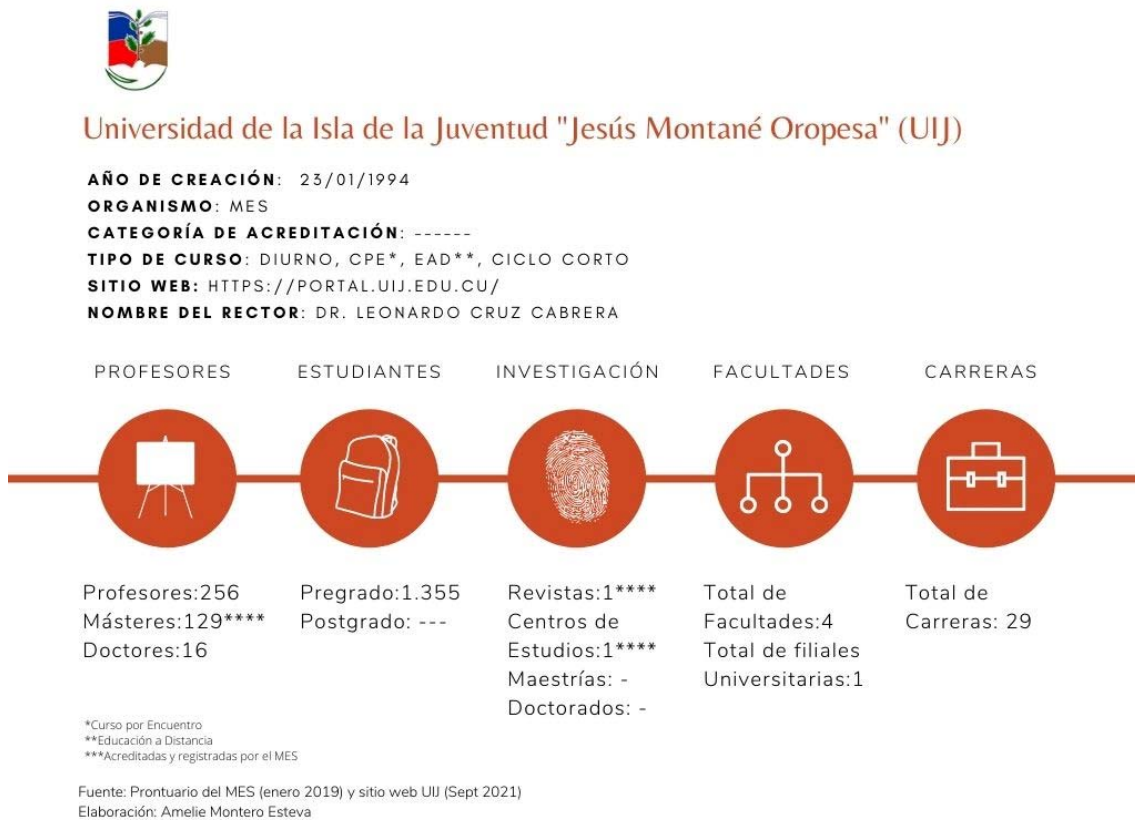 Universidad de la Isla de la Juventud "Jesús Montané Oropesa" (UIJ)
AÑO DE CREACIÓN: 23/01/1994
ORGANISMO: MES
CATEGORÍA DE ACREDITACIÓN: ------
TIPO DE CURSO: DIURNO, CPE*, EAD**, CICLO CORTO
SITIO WEB: HTTPS://PORTAL.UIJ.EDU.CU/
NOMBRE DEL RECTOR: DR. LEONARDO CRUZ CABRERA
PROFESORES
ESTUDIANTES
INVESTIGACIÓN
FACULTADES
CARRERAS
Profesores:256
Másteres:129****
Doctores:16
Pregrado:1.355
Postgrado: ---
Revistas:1****
Centros de
Estudios:1****
Maestrías: -
Doctorados: -
Total de
Facultades:4
Total de filiales
Universitarias:1
Total de
Carreras: 29
*Curso por Encuentro
**Educación a Distancia
***Acreditadas y registradas por el MES
Fuente: Prontuario del MES (enero 2019) y sitio web UIJ (Sept 2021)
Elaboración: Amelie Montero Esteva